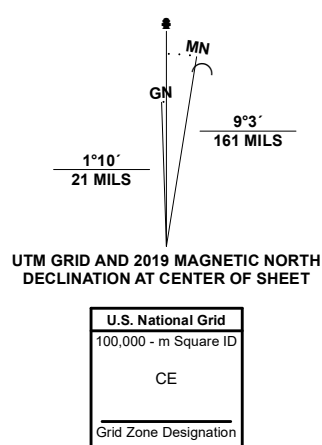 MN
GN
9°3´
161 MILS
1°10´
21 MILS
UTM GRID AND 2019 MAGNETIC NORTH
DECLINATION AT CENTER OF SHEET
U.S. National Grid
100,000 - m Square ID
CE
Grid Zone Designation